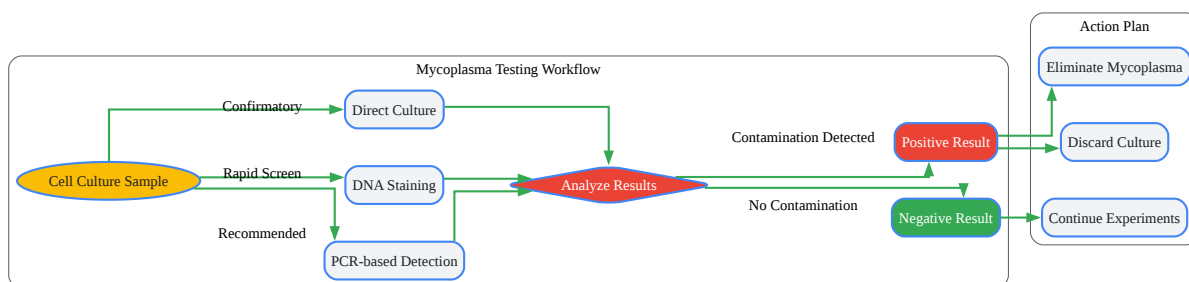 Action Plan
Mycoplasma Testing Workflow
Eliminate Mycoplasma
Confirmatory
Direct Culture
Contamination Detected
Positive Result
Discard Culture
Cell Culture Sample
Rapid Screen
DNA Staining
Analyze Results
No Contamination
Negative Result
Continue Experiments
Recommended
PCR-based Detection